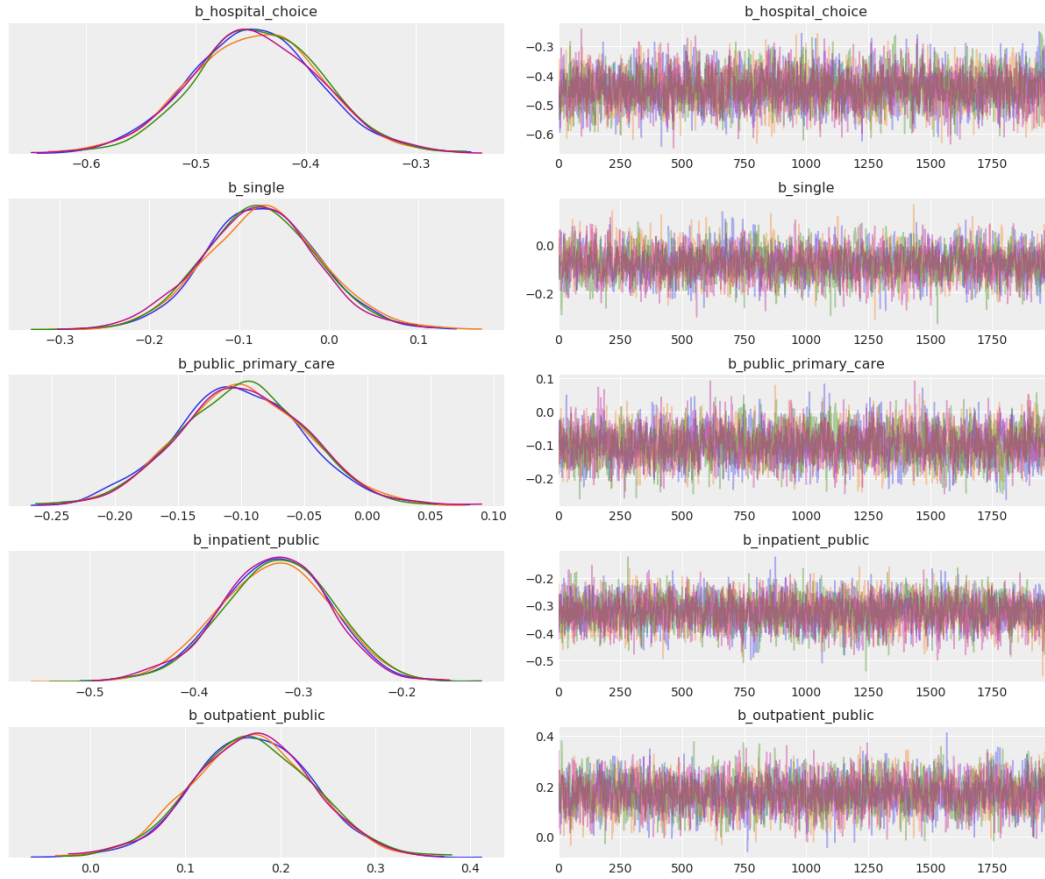 b_hospital_choice b_hospital_choice
−0.3
−0.4
−0.5
−0.6
−0.6 −0.5 −0.4 −0.3 0 250 500 750 1000 1250 1500 1750
b_single b_single
0.0
−0.2
−0.3 −0.2 −0.1 0.0 0.1 0 250 500 750 1000 1250 1500 1750
b_public_primary_care b_public_primary_care
0.1
0.0
−0.1
−0.2
−0.25 −0.20 −0.15 −0.10 −0.05 0.00 0.05 0.10 0 250 500 750 1000 1250 1500 1750
b_inpatient_public b_inpatient_public
−0.2
−0.3
−0.4
−0.5
−0.5 −0.4 −0.3 −0.2 0 250 500 750 1000 1250 1500 1750
b_outpatient_public b_outpatient_public
0.4
0.2
0.0
0.0 0.1 0.2 0.3 0.4 0 250 500 750 1000 1250 1500 1750